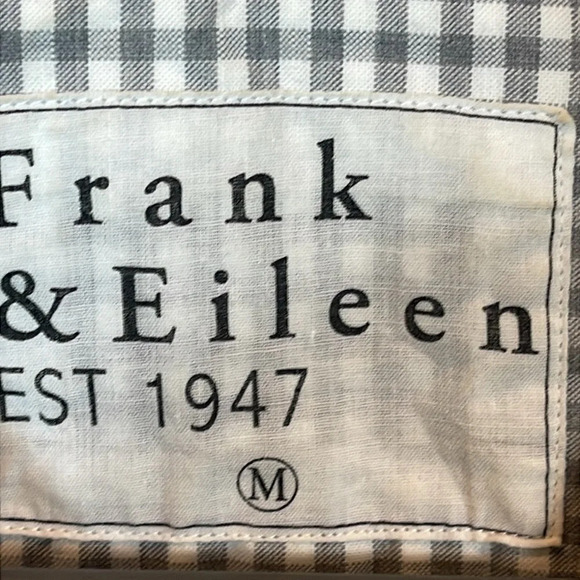 Frank
& Eileen
EST 1947
M